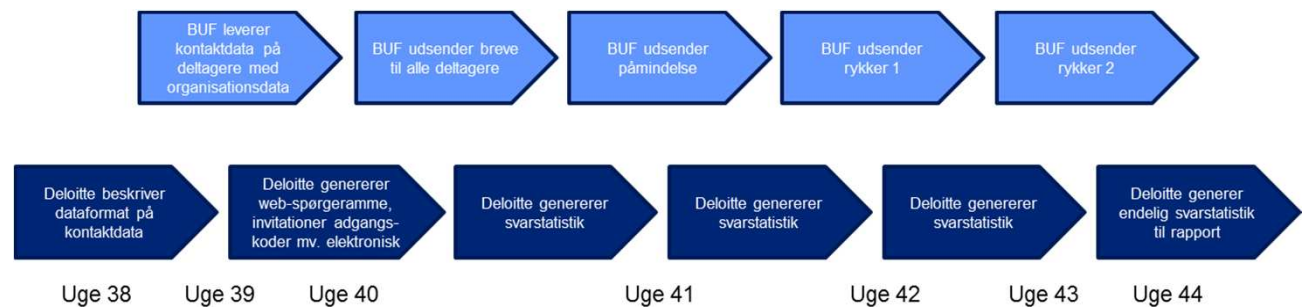 BUF leverer
kontaktdata på
deltagere med
organisationsdata
BUF udsender breve
til alle deltagere
BUF udsender
påmindelse
BUF udsender
rykker 1
BUF udsender
rykker 2
Deloitte beskriver
dataformat på
kontaktdata
Deloitte genererer
web-spørgeramme,
invitationer adgangs-
koder mv. elektronisk
Deloitte genererer
svarstatistik
Deloitte genererer
svarstatistik
Deloitte genererer
svarstatistik
Deloitte generer
endelig svarstatistik
til rapport
Uge 38
Uge 39
Uge 40
Uge 41
Uge 42
Uge 43
Uge 44